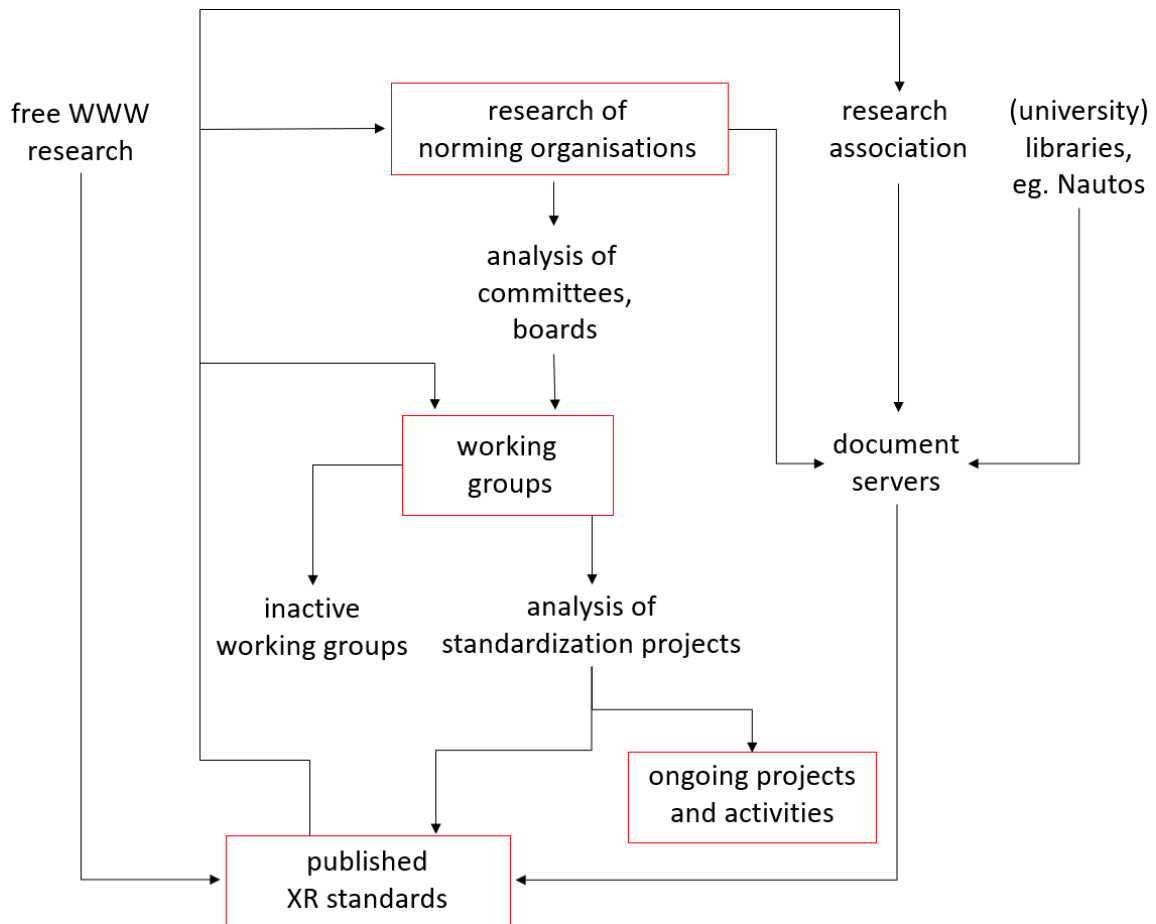 free WWW
research
research of
norming organisations
research
association
(university)
libraries,
eg. Nautos
analysis of
committees,
boards
working
groups
document
servers
inactive
working groups
analysis of
standardization projects
ongoing projects
and activities
published
XR standards